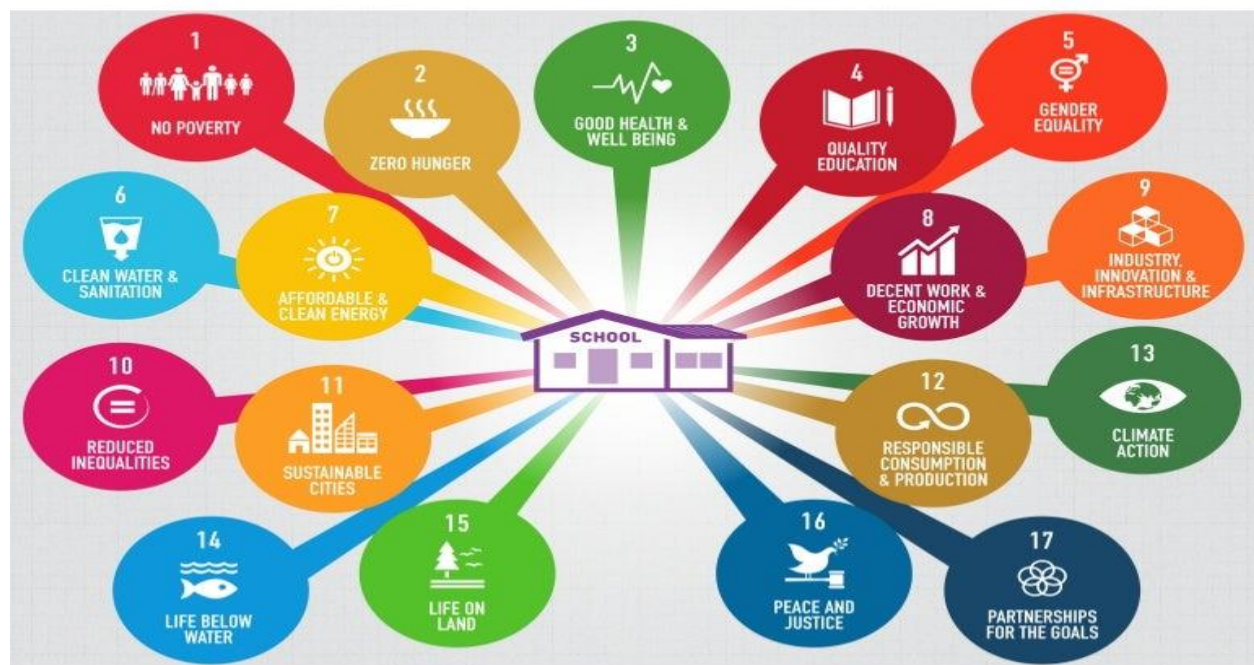 1
NO POVERTY
2
ZERO HUNGER
3
GOOD HEALTH &
WELL BEING
4
QUALITY
EDUCATION
5
GENDER
EQUALITY
6
CLEAN WATER &
SANITATION
7
AFFORDABLE &
CLEAN ENERGY
8
DECENT WORK &
ECONOMIC
GROWTH
9
INDUSTRY,
INNOVATION &
INFRASTRUCTURE
SCHOOL
10
REDUCED
INEQUALITIES
11
SUSTAINABLE
CITIES
12
RESPONSIBLE
CONSUMPTION
& PRODUCTION
13
CLIMATE
ACTION
14
LIFE BELOW
WATER
15
LIFE ON
LAND
16
PEACE AND
JUSTICE
17
PARTNERSHIPS
FOR THE GOALS